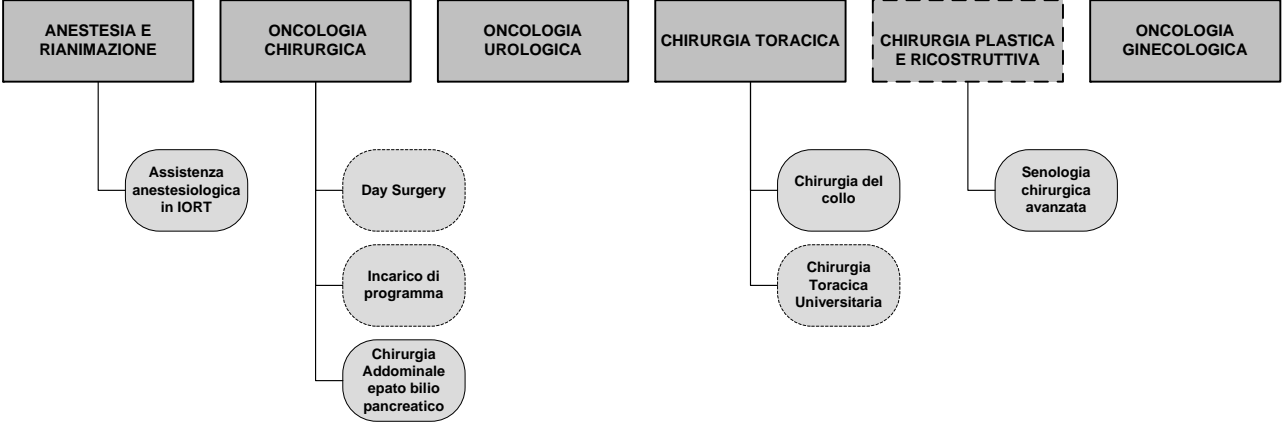 ANESTESIA E
RIANIMAZIONE
ONCOLOGIA
CHIRURGICA
ONCOLOGIA
UROLOGICA
CHIRURGIA TORACICA
CHIRURGIA PLASTICA
E RICOSTRUTTIVA
ONCOLOGIA
GINECOLOGICA
Assistenza
anestesiologica
in IORT
Day Surgery
Chirurgia del
collo
Senologia
chirurgica
avanzata
Incarico di
programma
Chirurgia
Toracica
Universitaria
Chirurgia
Addominale
epato bilio
pancreatico